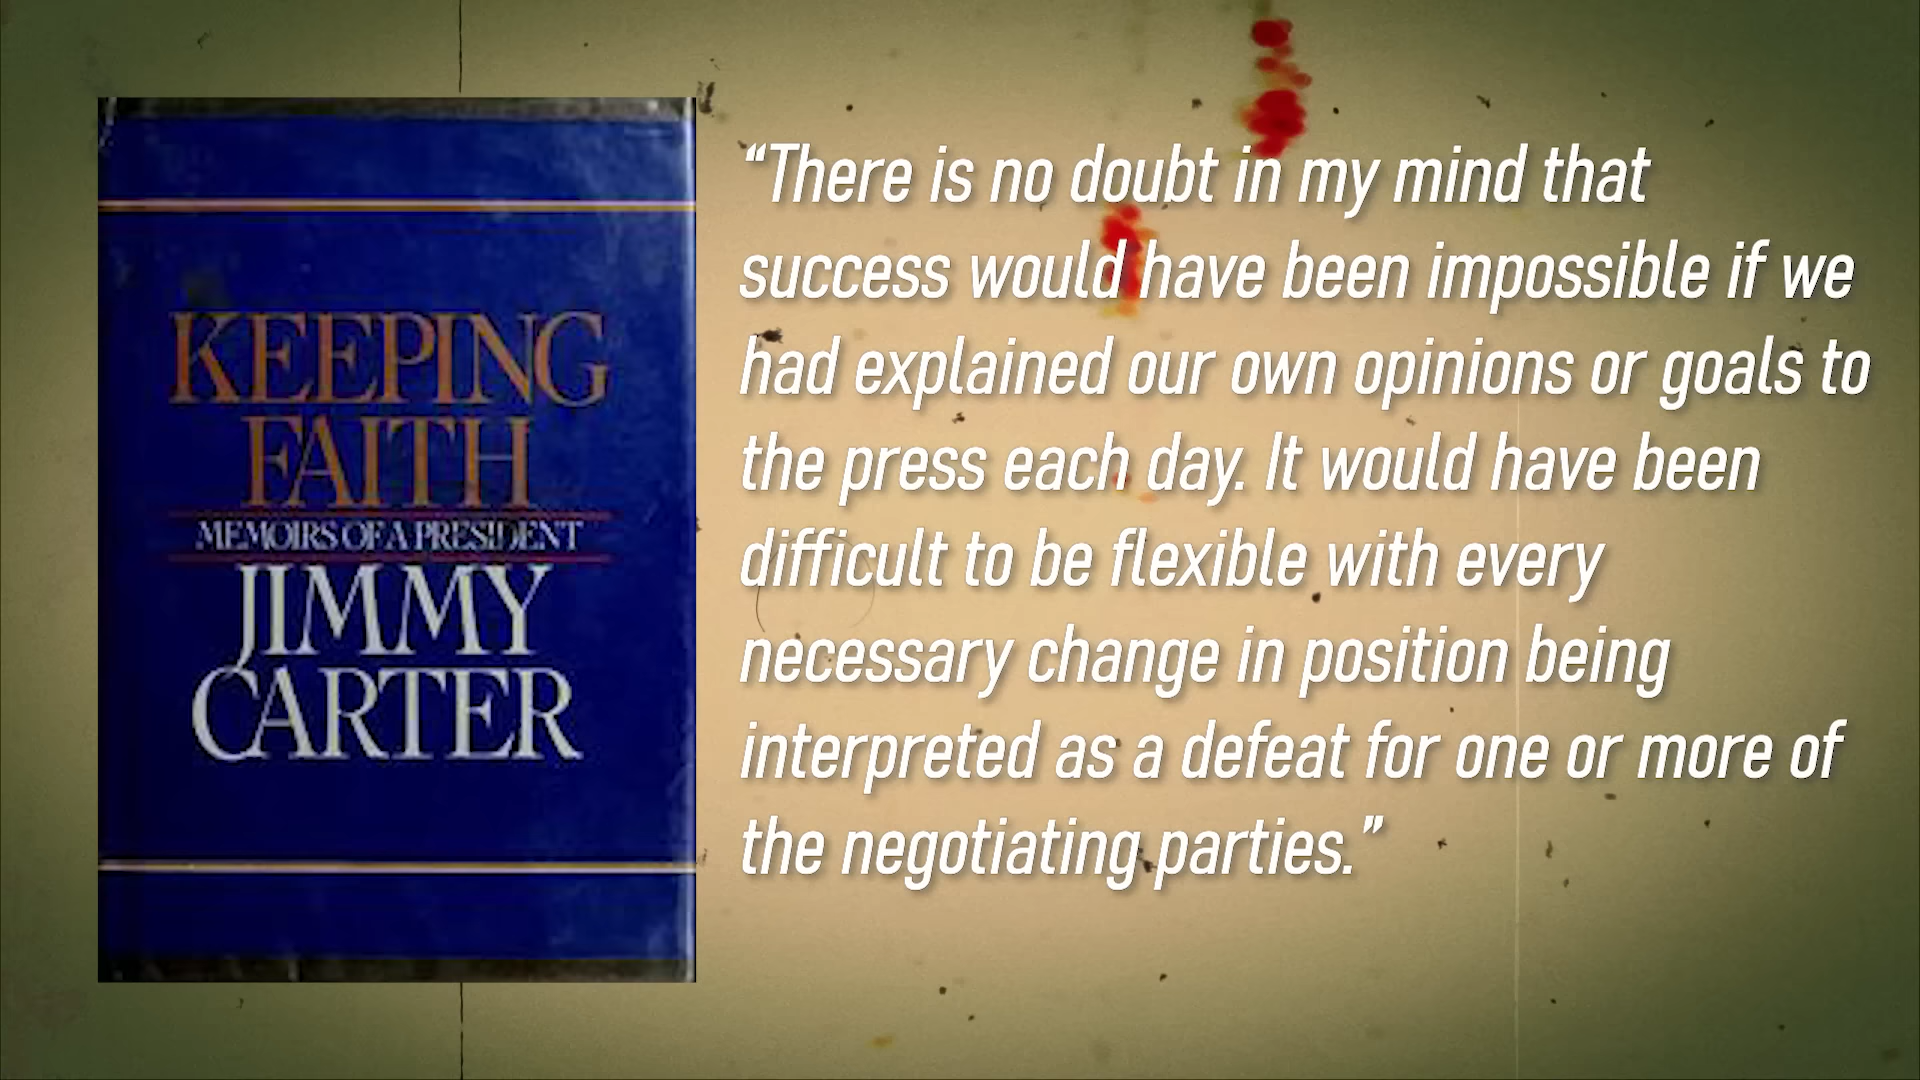 KEEPING
FAITH
MEMOIRS OF A PRESIDENT
JIMMY
CARTER
“There is no doubt in my mind that
success would have been impossible if we
had explained our own opinions or goals to
the press each day. It would have been
difficult to be flexible with every
necessary change in position being
interpreted as a defeat for one or more of
the negotiating parties.”